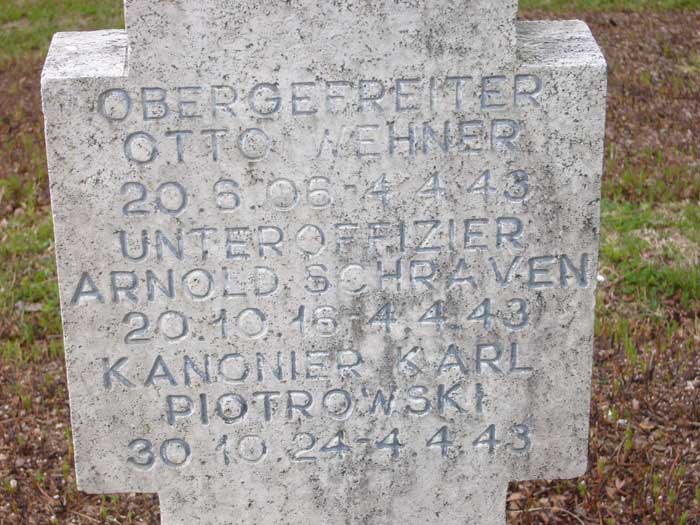 OBERGEFREITER
OTTO WEHNER
20.6.06-4.4.43
UNTEROFFIZIER
ARNOLD SCHRAVEN
20.10.16-4.4.43
KANONIER KARL
PIOTROWSKI
30.10.24-4.4.43